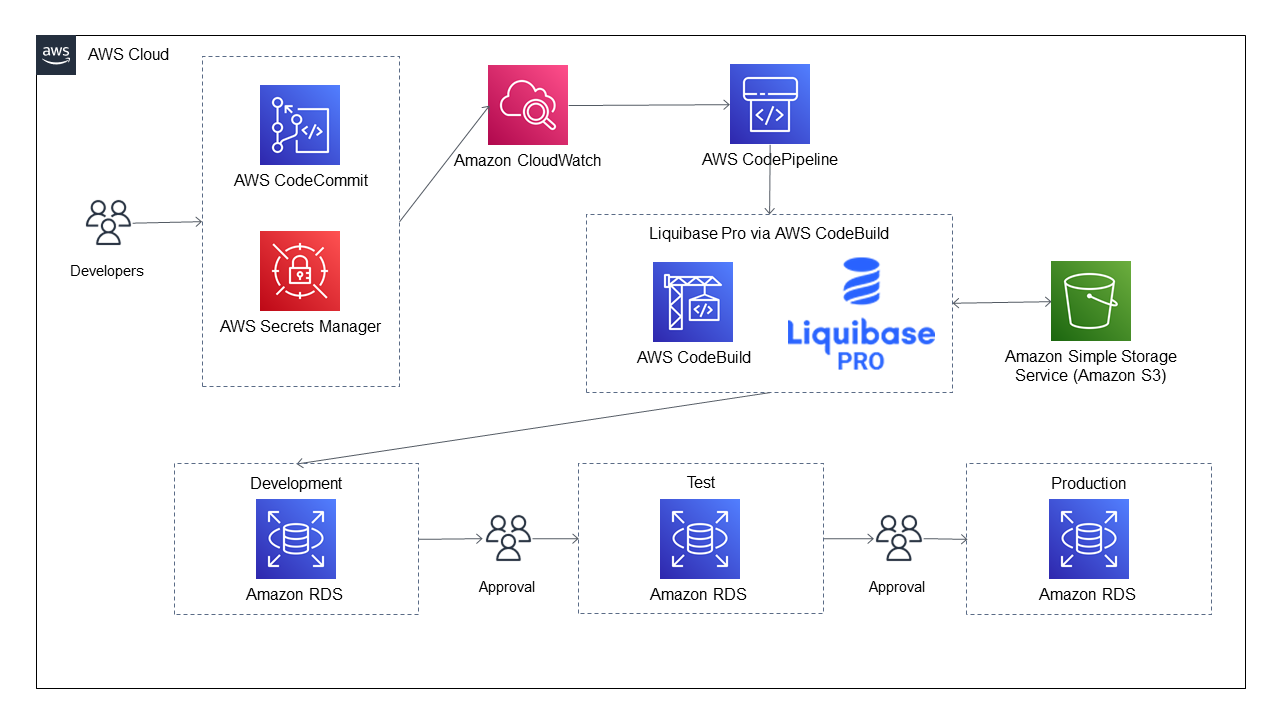 aws
AWS Cloud
AWS CodeCommit
Amazon CloudWatch
AWS CodePipeline
Developers
AWS Secrets Manager
Liquibase Pro via AWS CodeBuild
AWS CodeBuild
Liquibase
PRO
Amazon Simple Storage
Service (Amazon S3)
Development
Amazon RDS
Approval
Test
Amazon RDS
Approval
Production
Amazon RDS